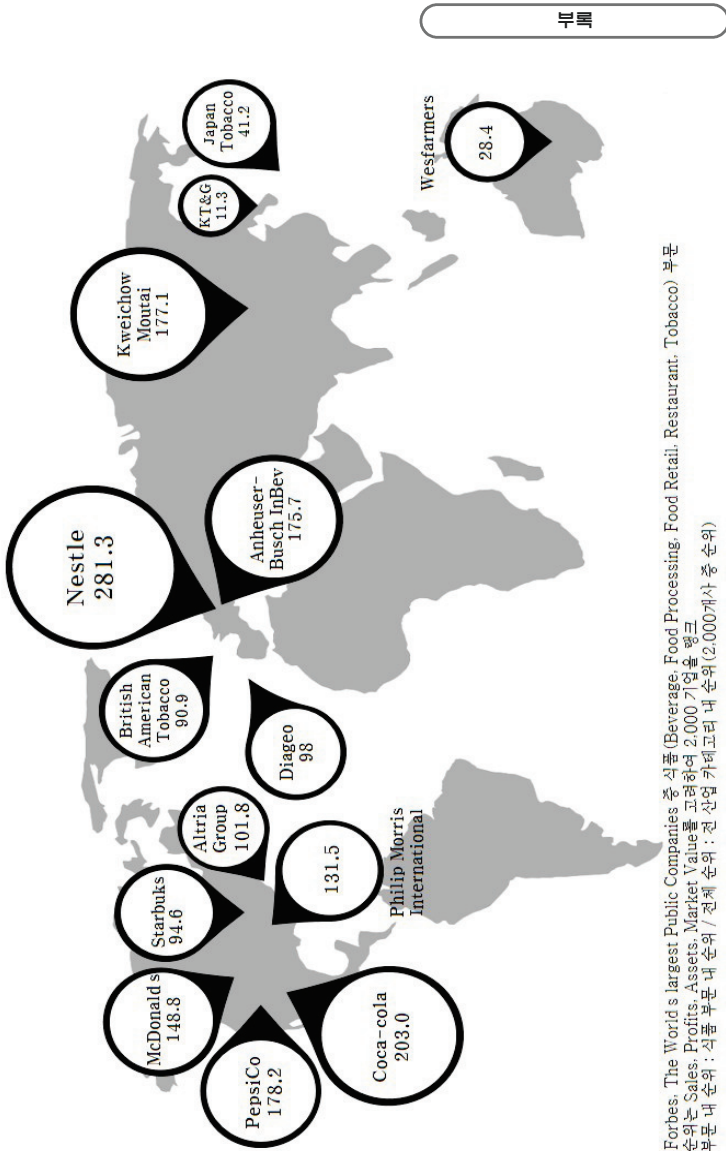 부록
Nestle
281.3
Kweichow
Moutai
177.1
KT&G
11.3
Japan
Tobacco
41.2
British
American
Tobacco
90.9
Anheuser-
Busch InBev
175.7
McDonald's
148.8
Starbuks
94.6
Altria
Group
101.8
Diageo
98
PepsiCo
178.2
Coca-cola
203.0
131.5
Philip Morris
International
Wesfarmers
28.4
Forbes, The World's largest Public Companies 중 식품(Beverage, Food Processing, Food Retail, Restaurant, Tobacco) 부문
순위는 Sales, Profits, Assets, Market Value를 고려하여 2,000 기업을 랭크
부문 내 순위 : 식품 부문 내 순위 / 전체 순위 : 전 산업 카테고리 내 순위(2,000개사 중 순위)